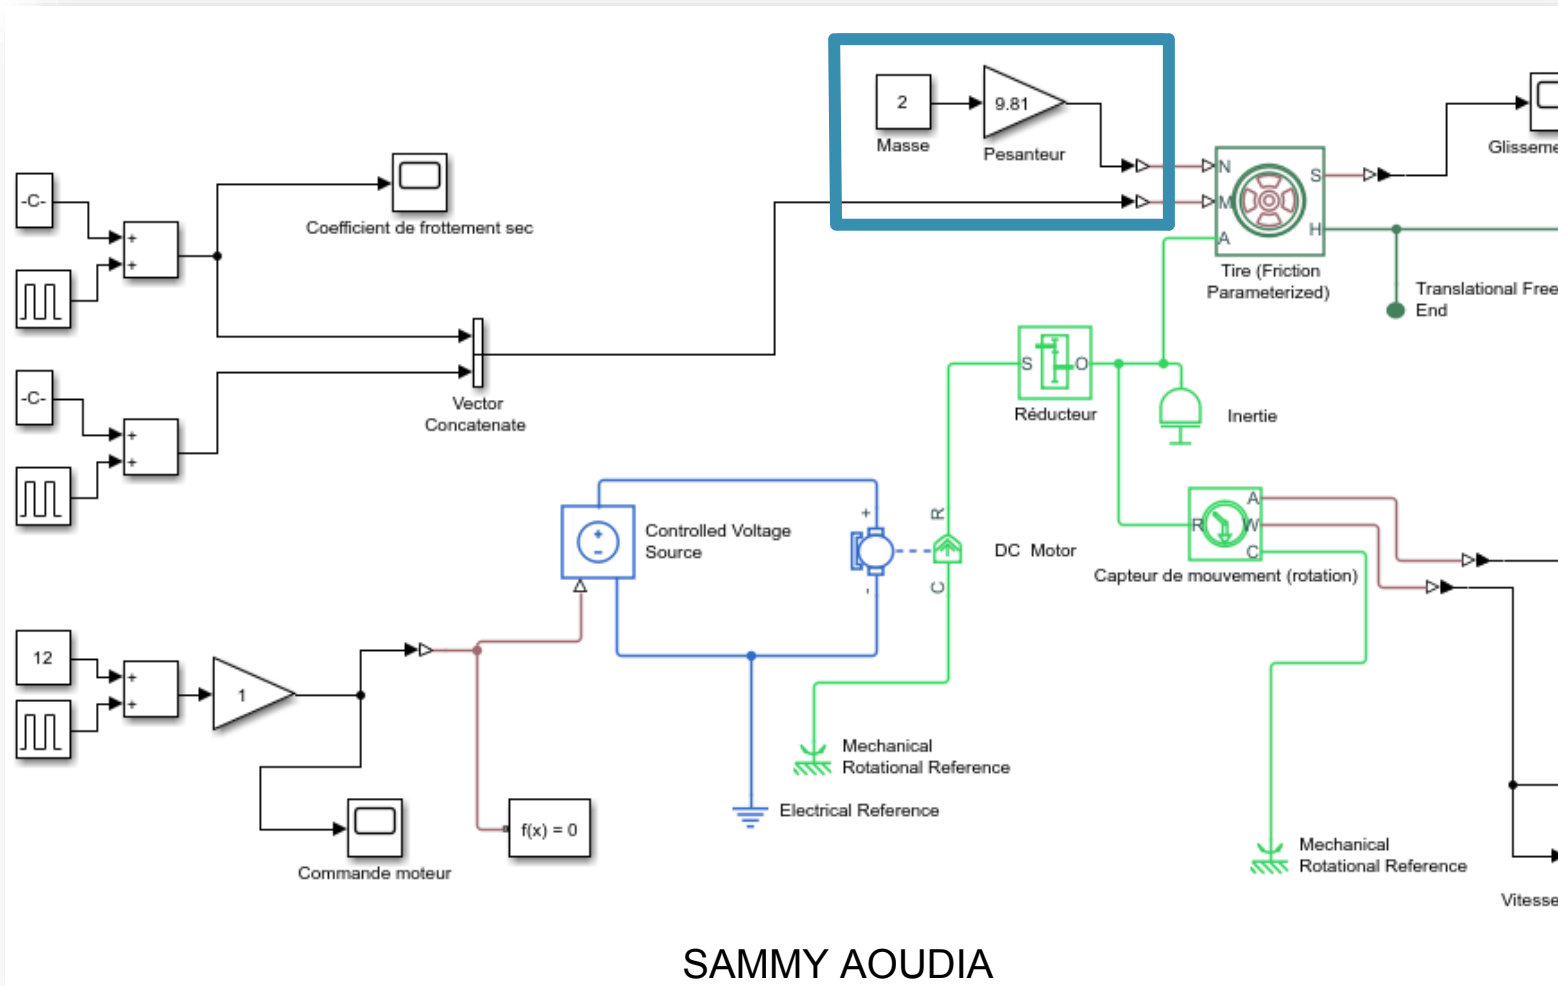 2
9.81
Masse
Pesanteur
N
M
A
S
H
Glisseme
Tire (Friction
Parameterized)
Translational Free
End
-C-
+
+
Coefficient de frottement sec
-C-
+
+
Vector
Concatenate
S
O
Réducteur
Inertie
Controlled Voltage
Source
+
-
+
-
R
C
DC Motor
R
A
W
C
Capteur de mouvement (rotation)
12
+
+
1
Commande moteur
f(x) = 0
Mechanical
Rotational Reference
Electrical Reference
Mechanical
Rotational Reference
Vitesse
SAMMY AOUDIA